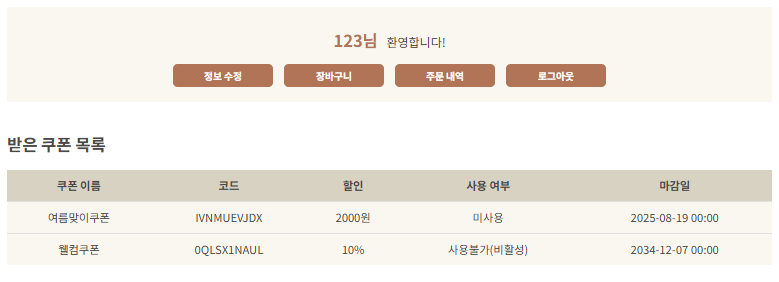 123님 환영합니다!
정보 수정 장바구니 주문 내역 로그아웃
받은 쿠폰 목록
쿠폰 이름 코드 할인 사용 여부 마감일
여름맞이쿠폰 IVNMUEVJDX 2000원 미사용 2025-08-19 00:00
웰컴쿠폰 0QLSX1NAUL 10% 사용불가(비활성) 2034-12-07 00:00